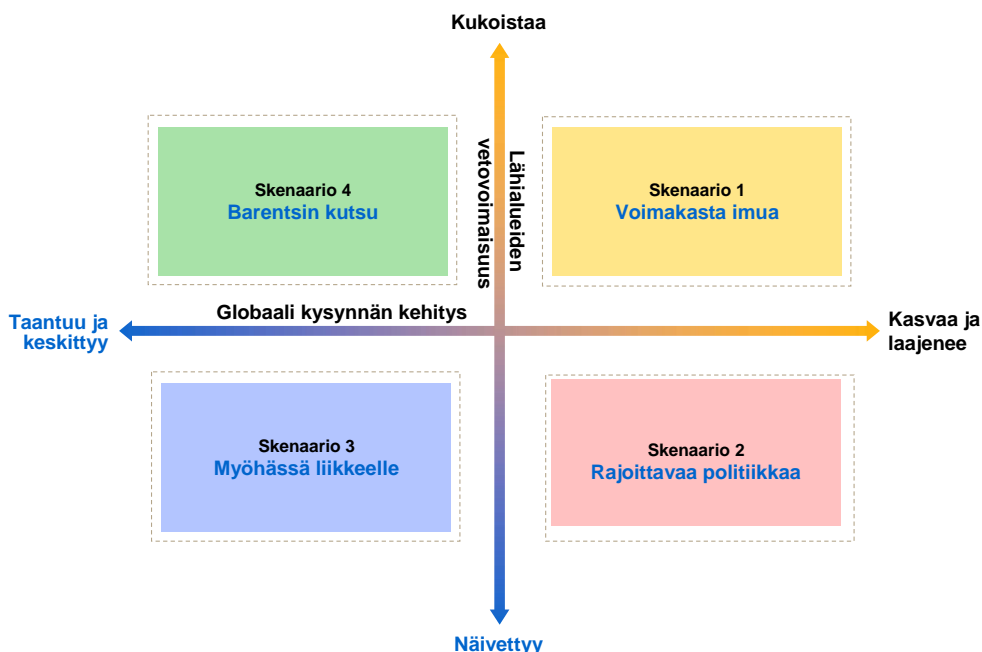 Kukoistaa
Lähialueiden
vetovoimaisuus
Skenaario 4
Barentsin kutsu
Skenaario 1
Voimakasta imua
Globaali kysynnän kehitys
Taantuu ja
keskittyy
Kasvaa ja
laajenee
Skenaario 3
Myöhässä liikkeelle
Skenaario 2
Rajoittavaa politiikkaa
Näivettyy